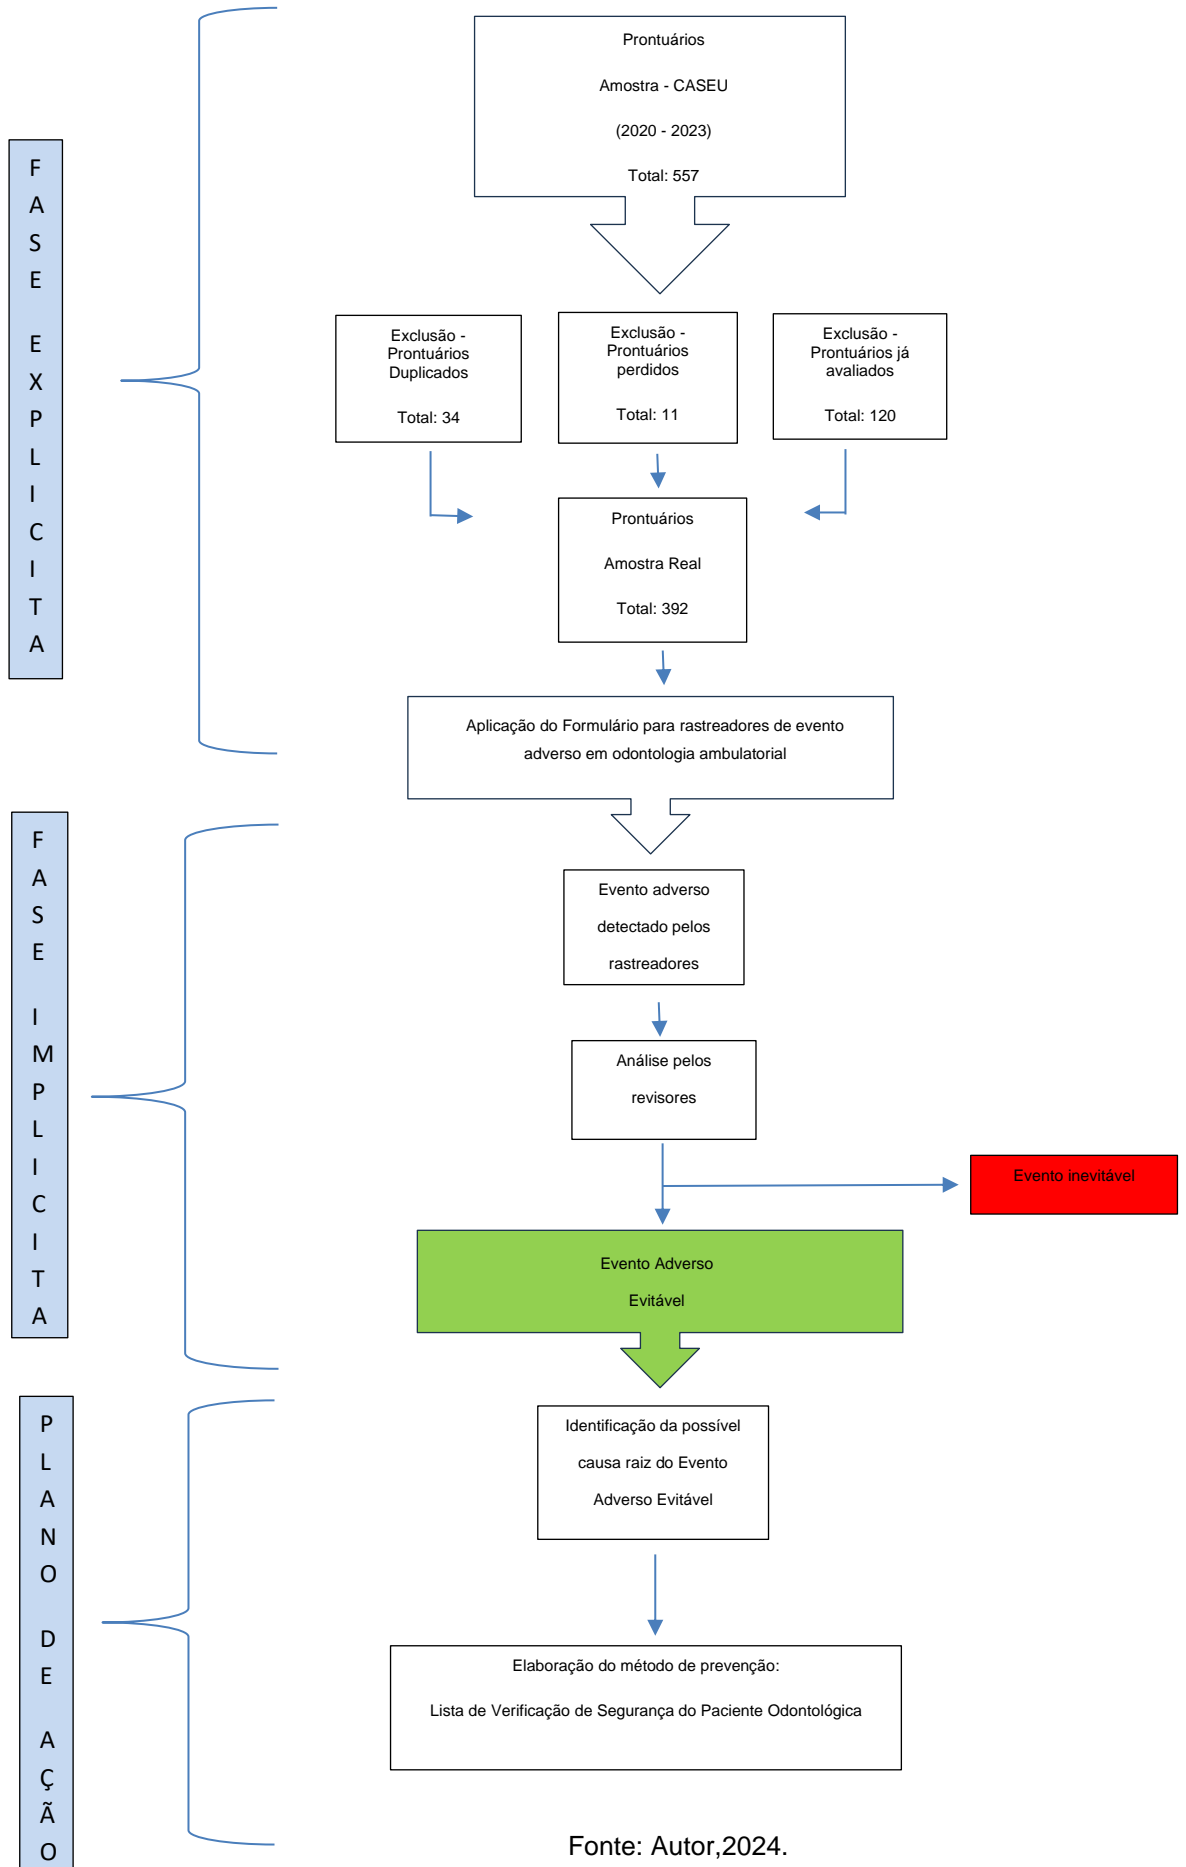 FASE EXPLICITA
Prontuários
Amostra - CASEU
(2020 - 2023)
Total: 557
Exclusão -
Prontuários
Duplicados
Total: 34
Exclusão -
Prontuários
perdidos
Total: 11
Exclusão -
Prontuários já
avaliados
Total: 120
Prontuários
Amostra Real
Total: 392
Aplicação do Formulário para rastreadores de evento
adverso em odontologia ambulatorial
FASE IMPLICITA
Evento adverso
detectado pelos
rastreadores
Análise pelos
revisores
Evento inevitável
Evento Adverso
Evitável
PLANO DE AÇÃO
Identificação da possível
causa raiz do Evento
Adverso Evitável
Elaboração do método de prevenção:
Lista de Verificação de Segurança do Paciente Odontológica
Fonte: Autor,2024.